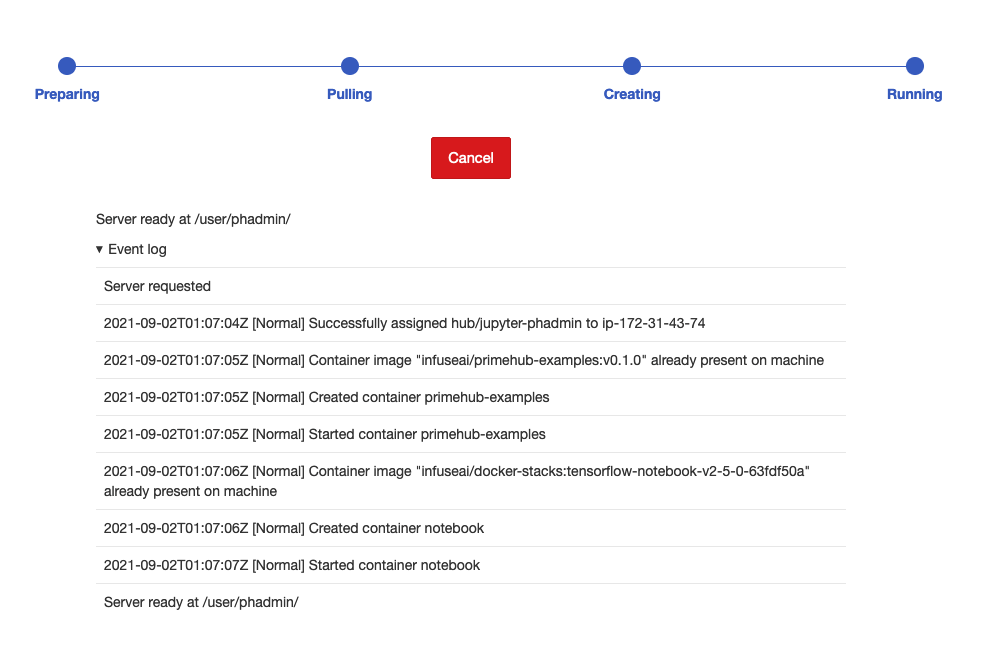 Preparing
Pulling
Creating
Running
Cancel
Server ready at /user/phadmin/
▾ Event log
Server requested
2021-09-02T01:07:04Z [Normal] Successfully assigned hub/jupyter-phadmin to ip-172-31-43-74
2021-09-02T01:07:05Z [Normal] Container image "infuseai/primehub-examples:v0.1.0" already present on machine
2021-09-02T01:07:05Z [Normal] Created container primehub-examples
2021-09-02T01:07:05Z [Normal] Started container primehub-examples
2021-09-02T01:07:06Z [Normal] Container image "infuseai/docker-stacks:tensorflow-notebook-v2-5-0-63fdf50a"
already present on machine
2021-09-02T01:07:06Z [Normal] Created container notebook
2021-09-02T01:07:07Z [Normal] Started container notebook
Server ready at /user/phadmin/